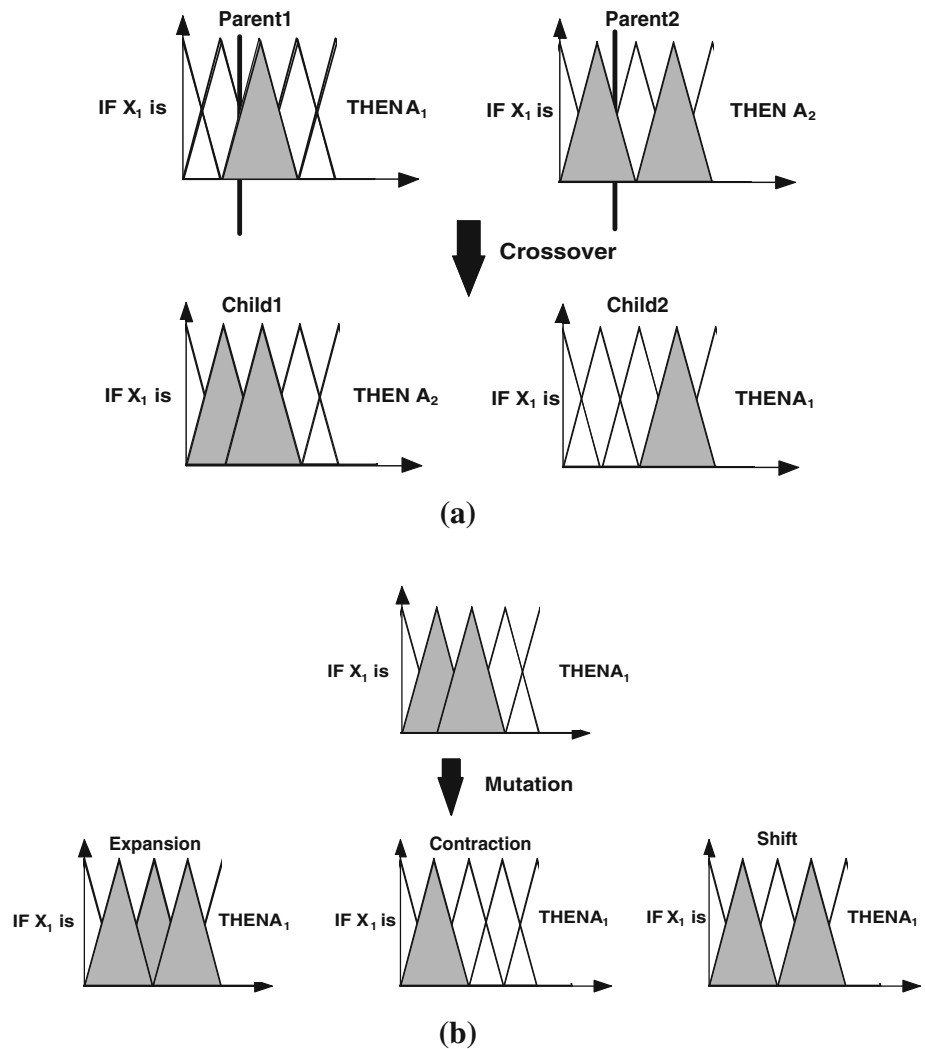 Parent1
Parent2
IF X₁ is
THENA₁
IF X₁ is
THEN A₂
Crossover
Child1
Child2
IF X₁ is
THEN A₂
IF X₁ is
THENA₁
(a)
IF X₁ is
THENA₁
Mutation
Expansion
Contraction
Shift
IF X₁ is
THENA₁
IF X₁ is
THENA₁
IF X₁ is
THENA₁
(b)